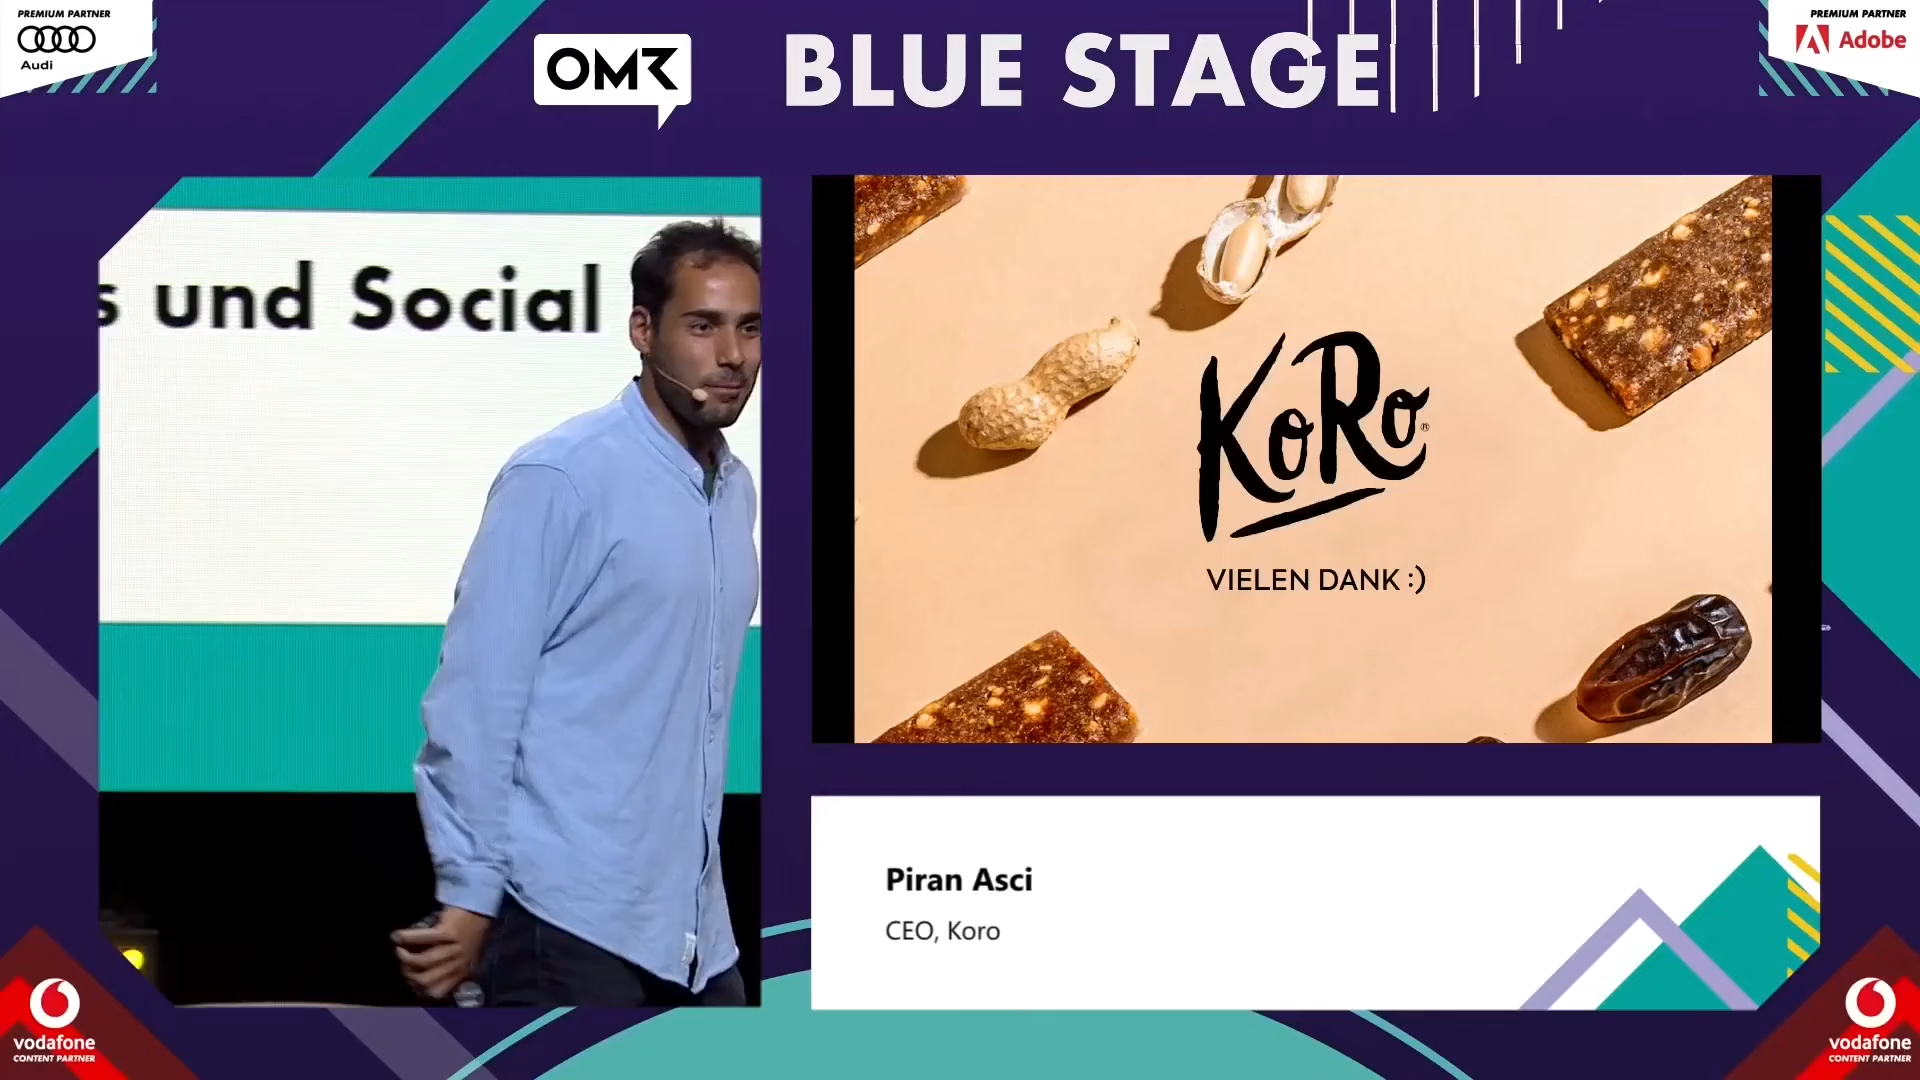 PREMIUM PARTNER
Audi
OMR
BLUE STAGE
PREMIUM PARTNER
Adobe
s und Social
KoRo®
VIELEN DANK :)
Piran Asci
CEO, Koro
vodafone
CONTENT PARTNER
vodafone
CONTENT PARTNER